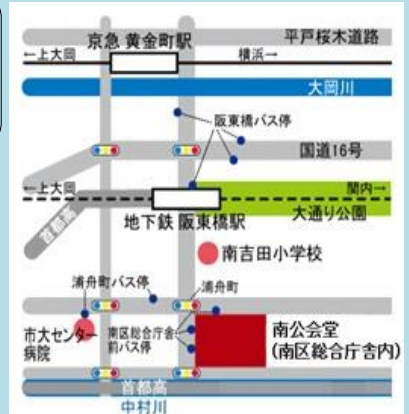 京急 黄金町駅
平戸桜木道路
←上大岡
横浜→
大岡川
阪東橋バス停
国道16号
←上大岡
関内→
首都高
地下鉄 阪東橋駅
大通り公園
南吉田小学校
浦舟町バス停
浦舟町
市大センター
病院
南区総合庁舎
前バス停
南公会堂
(南区総合庁舎内)
首都高
中村川